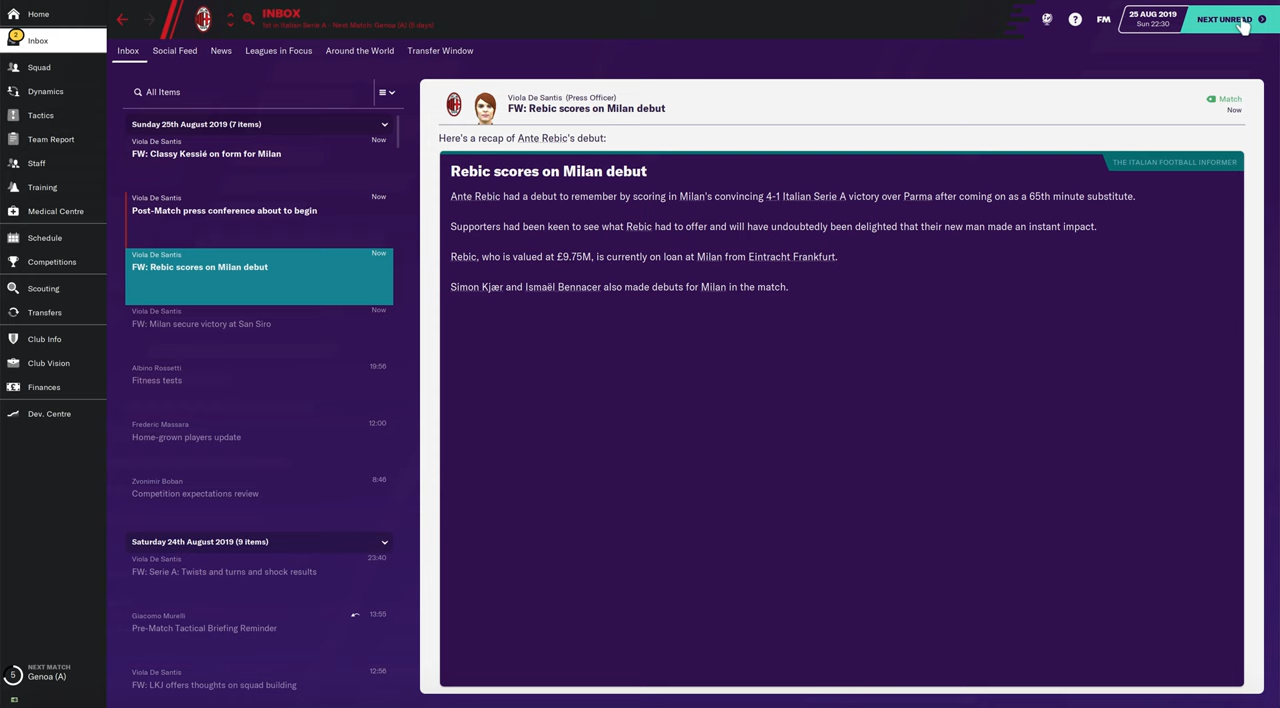 Home
INBOX
1st in Italian Serie A - Next Match: Genoa (A) (5 days)
FM
25 AUG 2019
Sun 22:30
NEXT UNREAD
2
Inbox
Squad
Dynamics
Tactics
Team Report
Staff
Training
Medical Centre
Schedule
Competitions
Scouting
Transfers
Club Info
Club Vision
Finances
Dev. Centre
5
NEXT MATCH
Genoa (A)
Inbox
Social Feed
News
Leagues in Focus
Around the World
Transfer Window
All Items
Sunday 25th August 2019 (7 items)
Viola De Santis
Now
FW: Classy Kessié on form for Milan
Viola De Santis
Now
Post-Match press conference about to begin
Viola De Santis
Now
FW: Rebic scores on Milan debut
Viola De Santis
Now
FW: Milan secure victory at San Siro
Albino Rossetti
19:56
Fitness tests
Frederic Massara
12:00
Home-grown players update
Zvonimir Boban
8:46
Competition expectations review
Saturday 24th August 2019 (9 items)
Viola De Santis
23:40
FW: Serie A: Twists and turns and shock results
Giacomo Murelli
13:55
Pre-Match Tactical Briefing Reminder
Viola De Santis
12:56
FW: LKJ offers thoughts on squad building
Viola De Santis (Press Officer)
FW: Rebic scores on Milan debut
Match
Now
Here's a recap of Ante Rebic's debut:
THE ITALIAN FOOTBALL INFORMER
Rebic scores on Milan debut
Ante Rebic had a debut to remember by scoring in Milan's convincing 4-1 Italian Serie A victory over Parma after coming on as a 65th minute substitute.
Supporters had been keen to see what Rebic had to offer and will have undoubtedly been delighted that their new man made an instant impact.
Rebic, who is valued at £9.75M, is currently on loan at Milan from Eintracht Frankfurt.
Simon Kjær and Ismaël Bennacer also made debuts for Milan in the match.